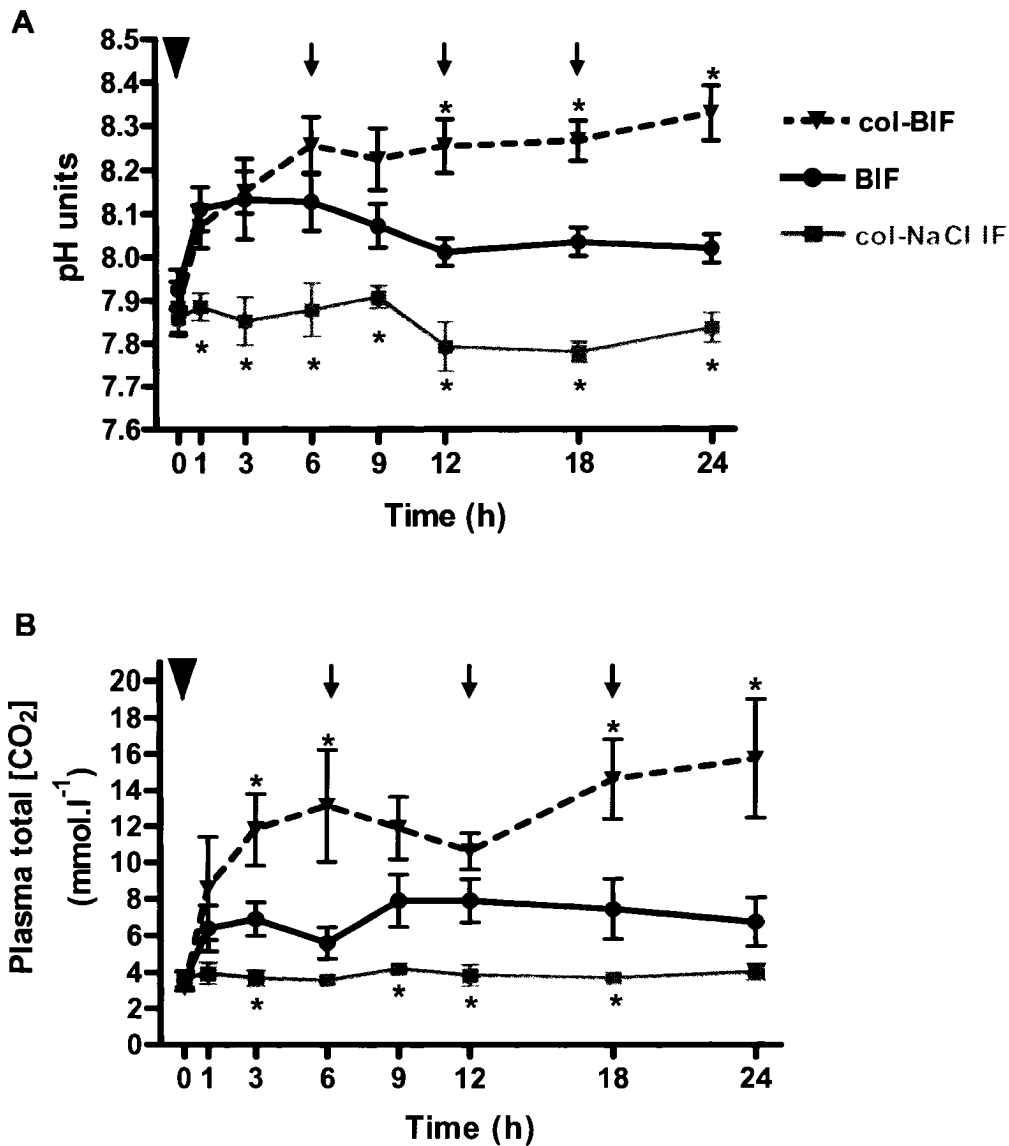 A
8.5
8.4
8.3
8.2
8.1
8.0
7.9
7.8
7.7
7.6
pH units
* * *
* * * * * * *
0 1 3 6 9 12 18 24
Time (h)
col-BIF
BIF
col-NaCl IF
B
20
18
16
14
12
10
8
6
4
2
0
Plasma total [CO₂]
(mmol.l⁻¹)
* * * *
* * * *
0 1 3 6 9 12 18 24
Time (h)